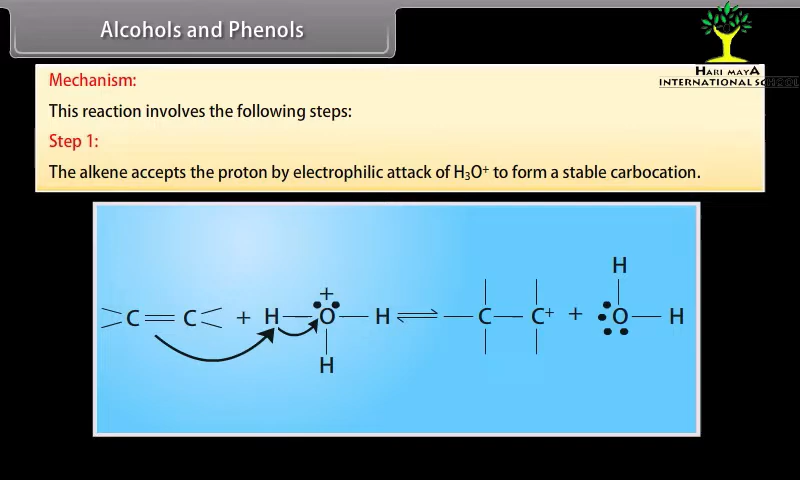 Alcohols and Phenols
HARI MAYA
INTERNATIONAL SCHOOL
Mechanism:
This reaction involves the following steps:
Step 1:
The alkene accepts the proton by electrophilic attack of H₃O⁺ to form a stable carbocation.
H
+
C = C + H — O — H ⇌ — C — C⁺ + O — H
H